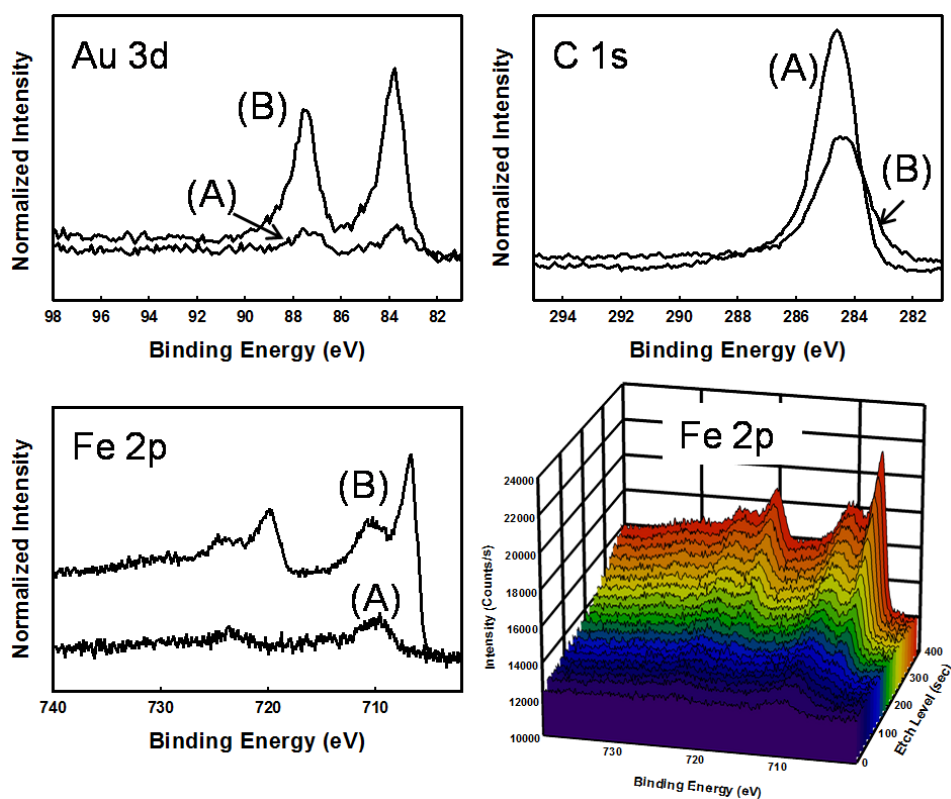 Au 3d
(B)
(A)
Normalized Intensity
98 96 94 92 90 88 86 84 82
Binding Energy (eV)
C 1s
(A)
(B)
Normalized Intensity
294 292 290 288 286 284 282
Binding Energy (eV)
Fe 2p
(B)
(A)
Normalized Intensity
740 730 720 710
Binding Energy (eV)
Fe 2p
24000
22000
20000
18000
16000
14000
12000
10000
Intensity (Counts/s)
730 720 710
Binding Energy (eV)
0 100 200 300 400
Etch Level (sec)